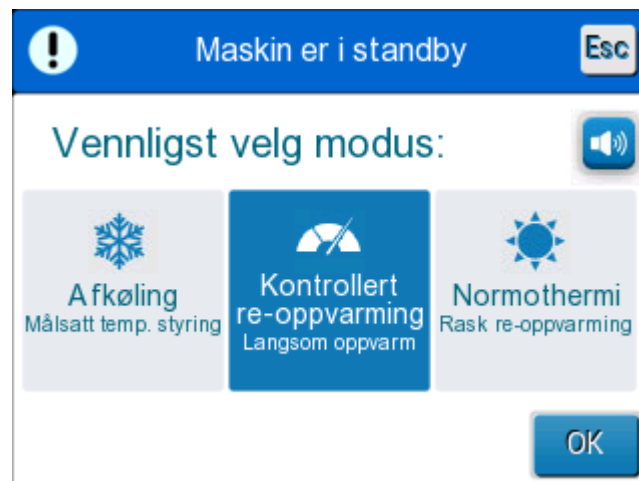 Maskin er i standby
Esc
Vennligst velg modus:
Afkøling
Målsatt temp. styring
Kontrollert
re-oppvarming
Langsom oppvarm
Normothermi
Rask re-oppvarming
OK